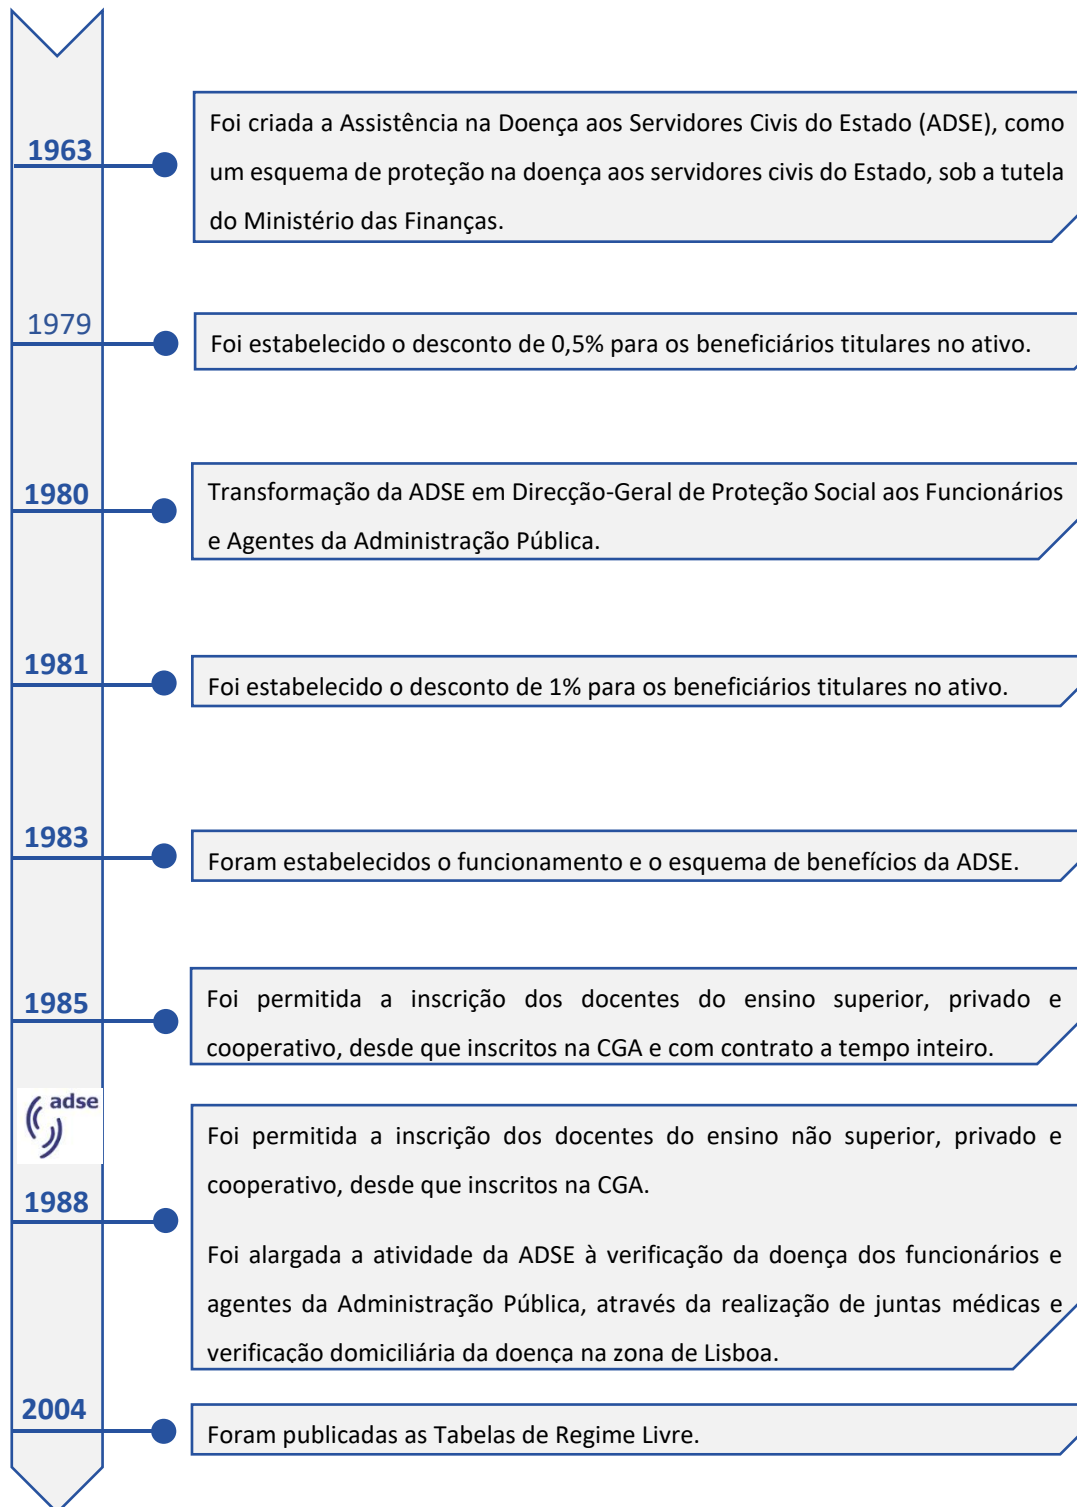 1963
Foi criada a Assistência na Doença aos Servidores Civis do Estado (ADSE), como
um esquema de proteção na doença aos servidores civis do Estado, sob a tutela
do Ministério das Finanças.
1979
Foi estabelecido o desconto de 0,5% para os beneficiários titulares no ativo.
1980
Transformação da ADSE em Direcção-Geral de Proteção Social aos Funcionários
e Agentes da Administração Pública.
1981
Foi estabelecido o desconto de 1% para os beneficiários titulares no ativo.
1983
Foram estabelecidos o funcionamento e o esquema de benefícios da ADSE.
1985
Foi permitida a inscrição dos docentes do ensino superior, privado e
cooperativo, desde que inscritos na CGA e com contrato a tempo inteiro.
adse
1988
Foi permitida a inscrição dos docentes do ensino não superior, privado e
cooperativo, desde que inscritos na CGA.
Foi alargada a atividade da ADSE à verificação da doença dos funcionários e
agentes da Administração Pública, através da realização de juntas médicas e
verificação domiciliária da doença na zona de Lisboa.
2004
Foram publicadas as Tabelas de Regime Livre.